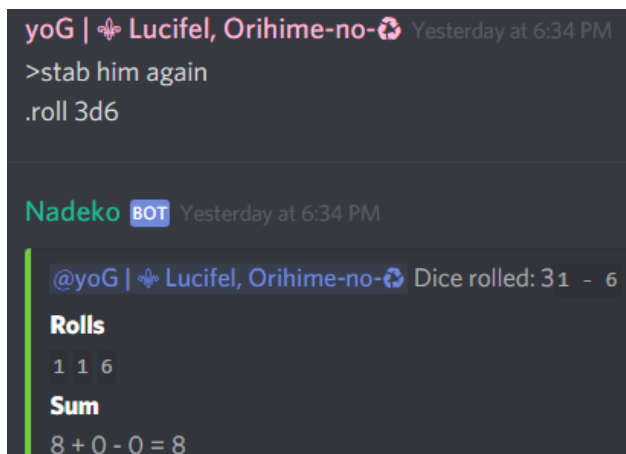 yoG | ⚜ Lucifel, Orihime-no-♻ Yesterday at 6:34 PM
>stab him again
.roll 3d6
Nadeko BOT Yesterday at 6:34 PM
@yoG | ⚜ Lucifel, Orihime-no-♻ Dice rolled: 31 - 6
Rolls
1 1 6
Sum
8 + 0 - 0 = 8